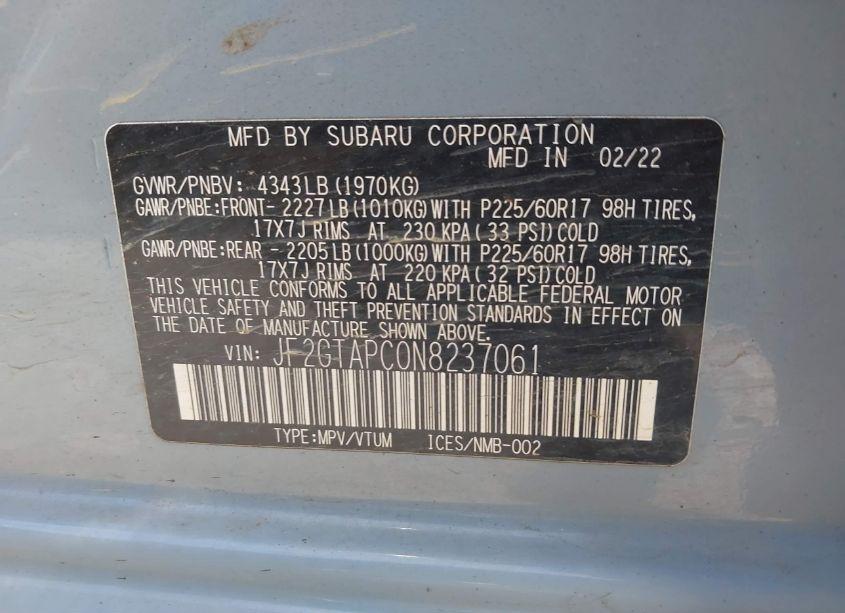 MFD BY SUBARU CORPORATION
MFD IN 02/22
GVWR/PNBV: 4343LB(1970KG)
GAWR/PNBE:FRONT-2227LB(1010KG)WITH P225/60R17 98H TIRES,
17X7J RIMS AT 230 KPA( 33 PSI)COLD
GAWR/PNBE:REAR -2205LB(1000KG)WITH P225/60R17 98H TIRES,
17X7J RIMS AT 220 KPA( 32 PSI)COLD
THIS VEHICLE CONFORMS TO ALL APPLICABLE FEDERAL MOTOR
VEHICLE SAFETY AND THEFT PREVENTION STANDARDS IN EFFECT ON
THE DATE OF MANUFACTURE SHOWN ABOVE.
VIN: JF2GTAPC0N8237061
TYPE:MPV/VTUM ICES/NMB-002